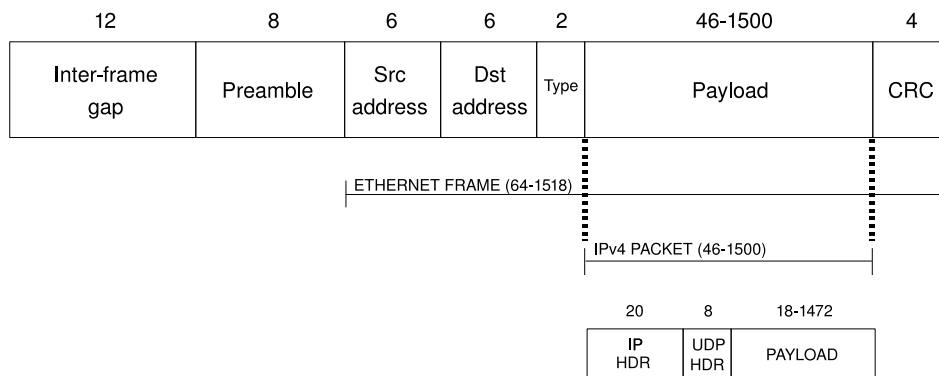 12 8 6 6 2 46-1500 4
Inter-frame gap
Preamble
Src address
Dst address
Type
Payload
CRC
ETHERNET FRAME (64-1518)
IPv4 PACKET (46-1500)
20 8 18-1472
IP HDR
UDP HDR
PAYLOAD